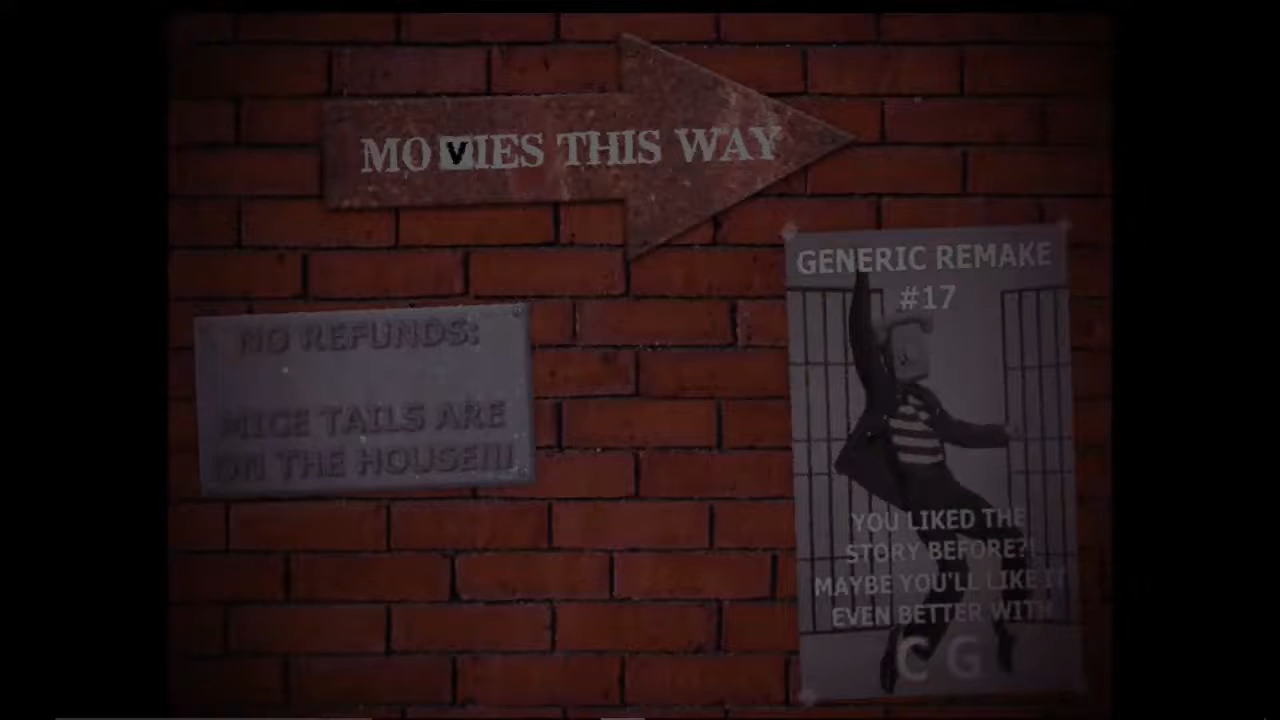 MOVIES THIS WAY
NO REFUNDS:
MICE TAILS ARE
ON THE HOUSE!!!
GENERIC REMAKE
#17
YOU LIKED THE
STORY BEFORE?!
MAYBE YOU'LL LIKE IT
EVEN BETTER WITH
CG